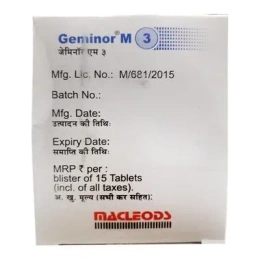 Geminor® M 3
जेमिनॉर एम ३
Mfg. Lic. No.: M/681/2015
Batch No.:
Mfg. Date:
उत्पादन की तिथि:
Expiry Date:
समाप्ति की तिथि:
MRP ₹ per :
blister of 15 Tablets
(incl. of all taxes).
अ. खु. मूल्य (सभी कर सहित):
MACLEODS